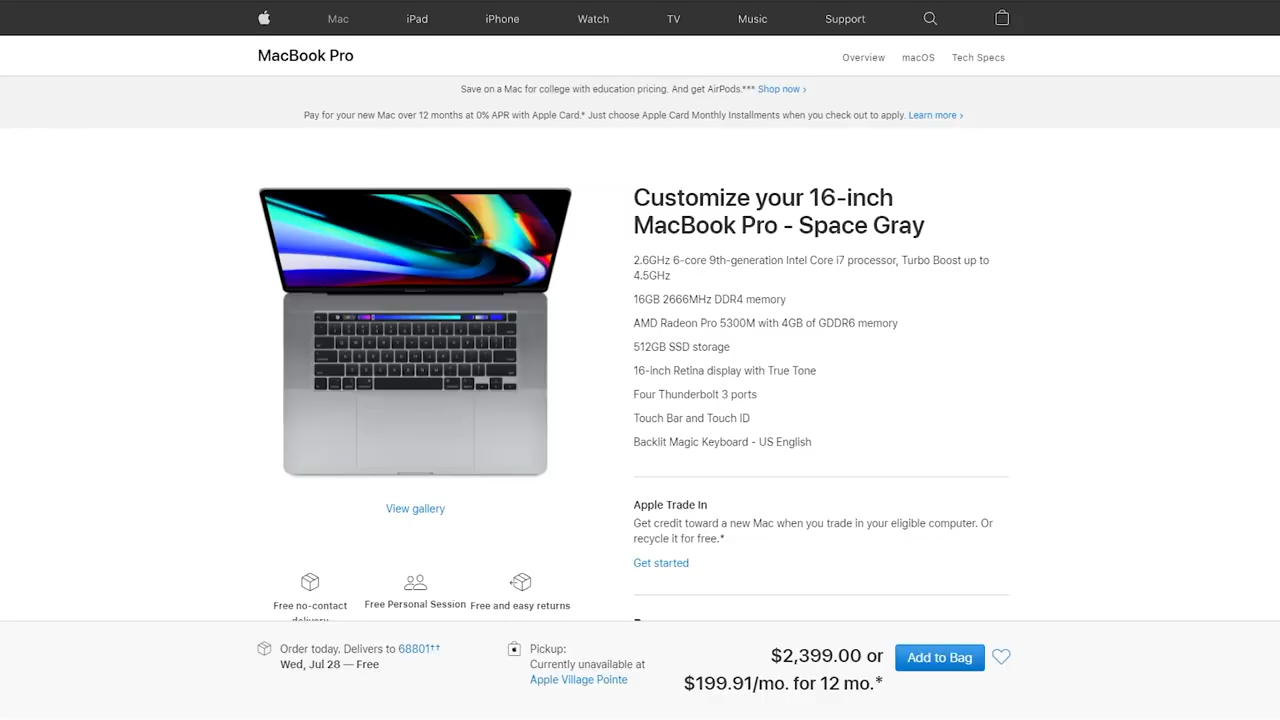 Mac
iPad
iPhone
Watch
TV
Music
Support
MacBook Pro
Overview
macOS
Tech Specs
Save on a Mac for college with education pricing. And get AirPods.*** Shop now ›
Pay for your new Mac over 12 months at 0% APR with Apple Card.* Just choose Apple Card Monthly Installments when you check out to apply. Learn more ›
Customize your 16-inch
MacBook Pro - Space Gray
2.6GHz 6-core 9th-generation Intel Core i7 processor, Turbo Boost up to
4.5GHz
16GB 2666MHz DDR4 memory
AMD Radeon Pro 5300M with 4GB of GDDR6 memory
512GB SSD storage
16-inch Retina display with True Tone
Four Thunderbolt 3 ports
Touch Bar and Touch ID
Backlit Magic Keyboard - US English
View gallery
Apple Trade In
Get credit toward a new Mac when you trade in your eligible computer. Or
recycle it for free.*
Get started
Free no-contact
delivery
Free Personal Session
Free and easy returns
Order today. Delivers to 68801††
Wed, Jul 28 — Free
Pickup:
Currently unavailable at
Apple Village Pointe
$2,399.00 or
$199.91/mo. for 12 mo.*
Add to Bag